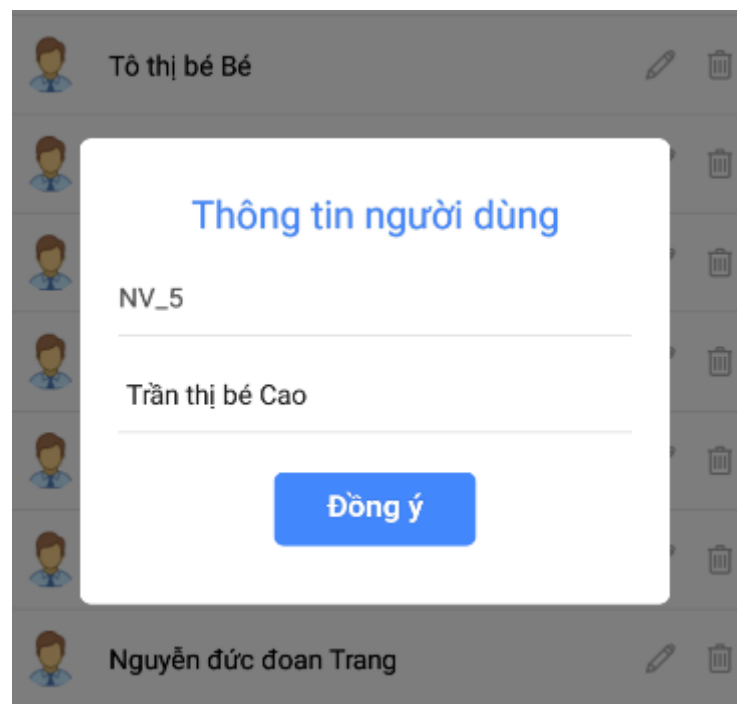 Tô thị bé Bé
Thông tin người dùng
NV_5
Trần thị bé Cao
Đồng ý
Nguyễn đức đoan Trang